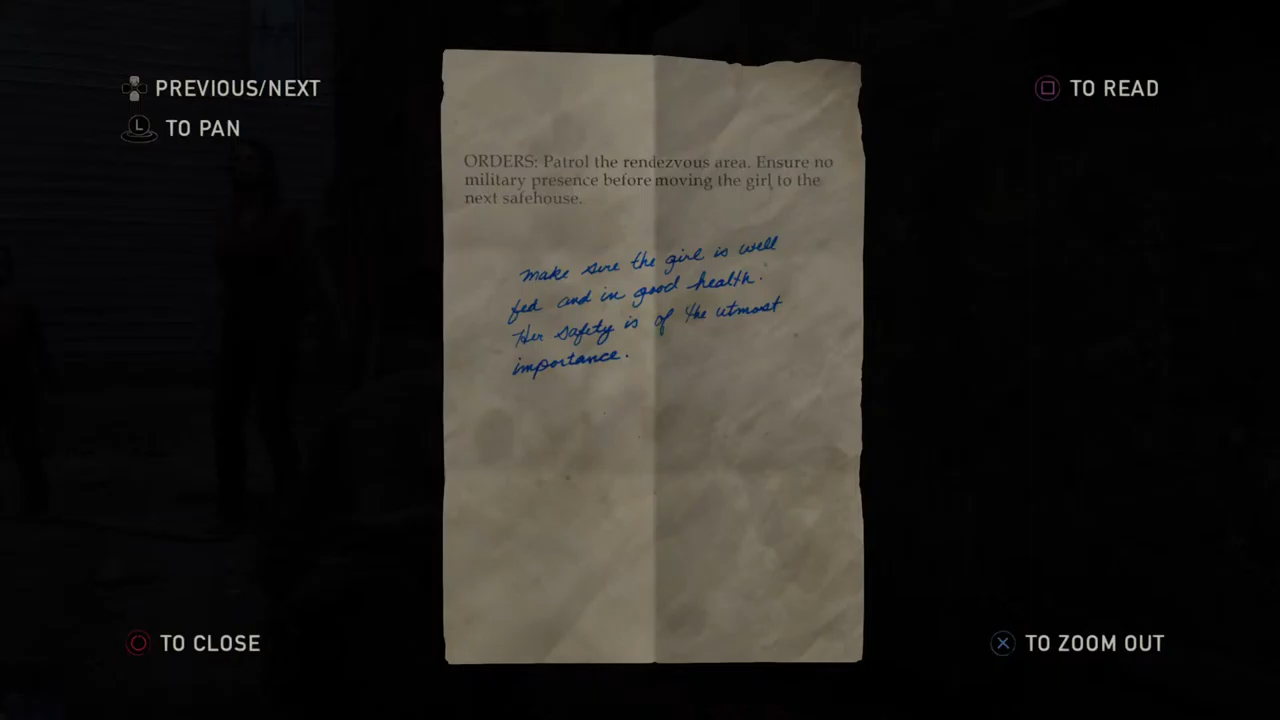 PREVIOUS/NEXT
L TO PAN
TO READ
ORDERS: Patrol the rendezvous area. Ensure no
military presence before moving the girl to the
next safehouse.
make sure the girl is well
fed and in good health.
Her safety is of the utmost
importance.
TO CLOSE
TO ZOOM OUT